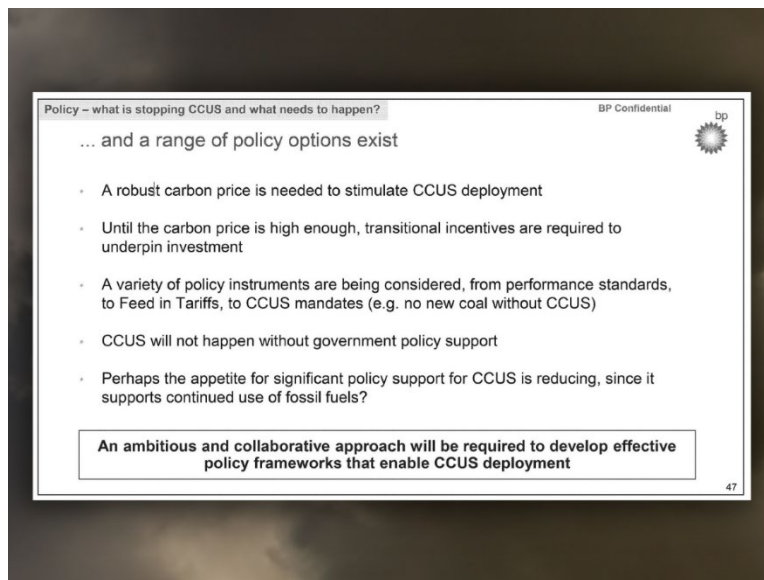 Policy – what is stopping CCUS and what needs to happen?
BP Confidential
bp
... and a range of policy options exist
A robust carbon price is needed to stimulate CCUS deployment
Until the carbon price is high enough, transitional incentives are required to
underpin investment
A variety of policy instruments are being considered, from performance standards,
to Feed in Tariffs, to CCUS mandates (e.g. no new coal without CCUS)
CCUS will not happen without government policy support
Perhaps the appetite for significant policy support for CCUS is reducing, since it
supports continued use of fossil fuels?
An ambitious and collaborative approach will be required to develop effective
policy frameworks that enable CCUS deployment
47